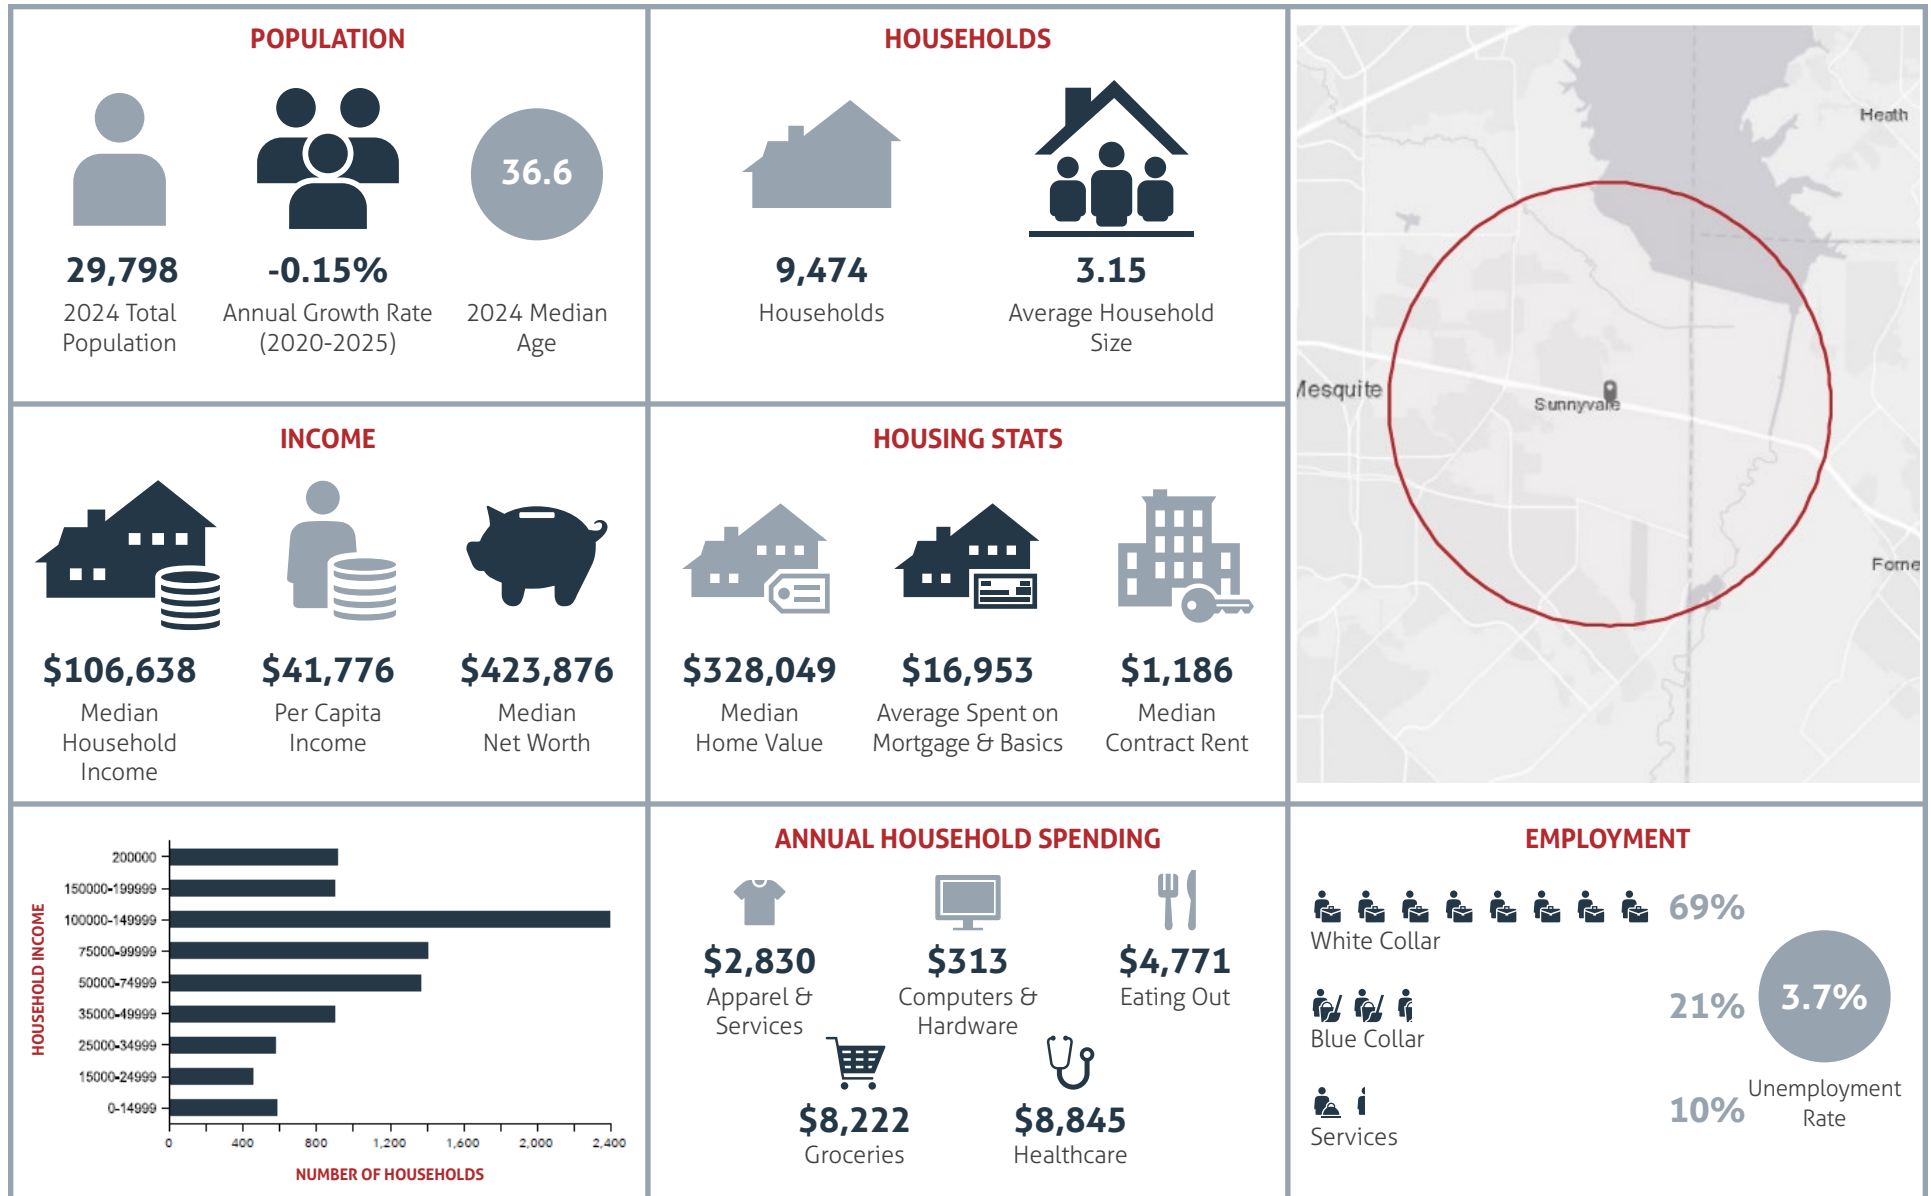 POPULATION
36.6
29,798
2024 Total
Population
-0.15%
Annual Growth Rate
(2020-2025)
2024 Median
Age
HOUSEHOLDS
9,474
Households
3.15
Average Household
Size
Heath
Mesquite
Sunnyvale
Forne
INCOME
$106,638
Median
Household
Income
$41,776
Per Capita
Income
$423,876
Median
Net Worth
HOUSING STATS
$328,049
Median
Home Value
$16,953
Average Spent on
Mortgage & Basics
$1,186
Median
Contract Rent
HOUSEHOLD INCOME
200000
150000-199999
100000-149999
75000-99999
50000-74999
35000-49999
25000-34999
15000-24999
0-14999
0 400 800 1,200 1,600 2,000 2,400
NUMBER OF HOUSEHOLDS
ANNUAL HOUSEHOLD SPENDING
$2,830
Apparel &
Services
$313
Computers &
Hardware
$4,771
Eating Out
$8,222
Groceries
$8,845
Healthcare
EMPLOYMENT
69%
White Collar
21%
Blue Collar
10%
Services
3.7%
Unemployment
Rate